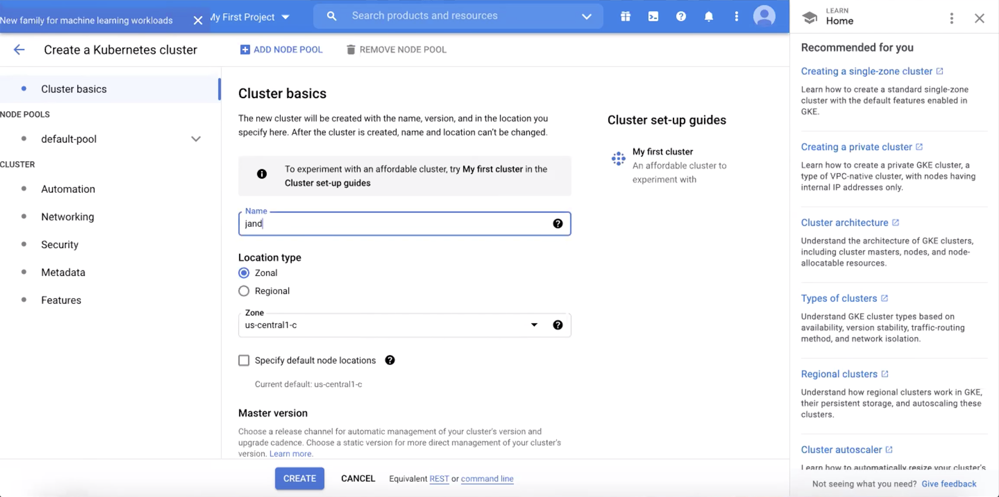 New family for machine learning workloads
My First Project
Search products and resources
LEARN
Home
Create a Kubernetes cluster
ADD NODE POOL
REMOVE NODE POOL
Cluster basics
NODE POOLS
default-pool
CLUSTER
Automation
Networking
Security
Metadata
Features
Cluster basics
The new cluster will be created with the name, version, and in the location you
specify here. After the cluster is created, name and location can't be changed.
To experiment with an affordable cluster, try My first cluster in the
Cluster set-up guides
Name
jand
Location type
Zonal
Regional
Zone
us-central1-c
Specify default node locations
Current default: us-central1-c
Master version
Choose a release channel for automatic management of your cluster's version and
upgrade cadence. Choose a static version for more direct management of your cluster's
version. Learn more.
CREATE
CANCEL
Equivalent REST or command line
Cluster set-up guides
My first cluster
An affordable cluster to
experiment with
Recommended for you
Creating a single-zone cluster
Learn how to create a standard single-zone
cluster with the default features enabled in
GKE.
Creating a private cluster
Learn how to create a private GKE cluster, a
type of VPC-native cluster, with nodes having
internal IP addresses only.
Cluster architecture
Understand the architecture of GKE clusters,
including cluster masters, nodes, and node-
allocatable resources.
Types of clusters
Understand GKE cluster types based on
availability, version stability, traffic-routing
method, and network isolation.
Regional clusters
Understand how regional clusters work in GKE,
their persistent storage, and autoscaling these
clusters.
Cluster autoscaler
Learn how to automatically resize your cluster's
Not seeing what you need? Give feedback